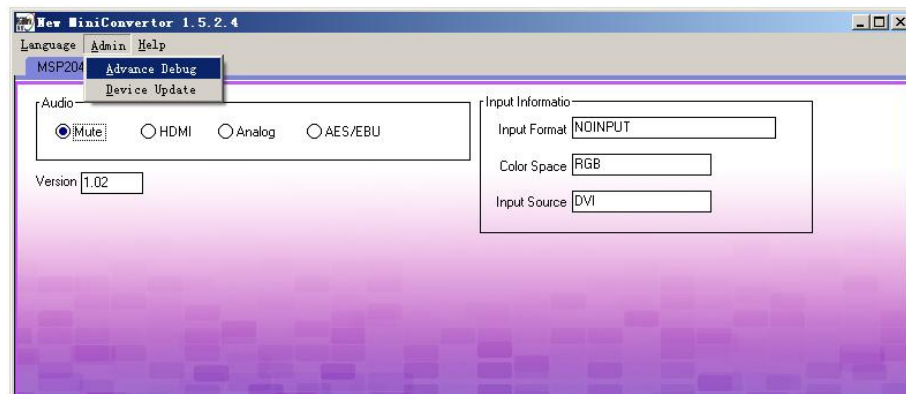 New MiniConvertor 1.5.2.4
Language Admin Help
MSP204
Advance Debug
Device Update
Audio
Mute HDMI Analog AES/EBU
Version 1.02
Input Informatio
Input Format NOINPUT
Color Space RGB
Input Source DVI